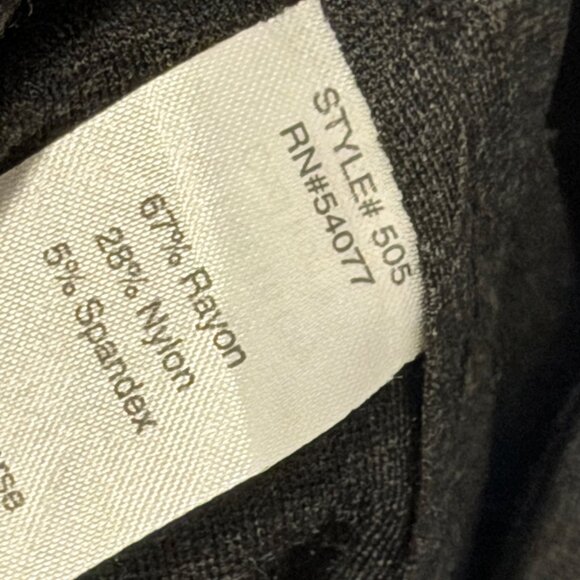 STYLE# 505
RN#54077
67% Rayon
28% Nylon
5% Spandex